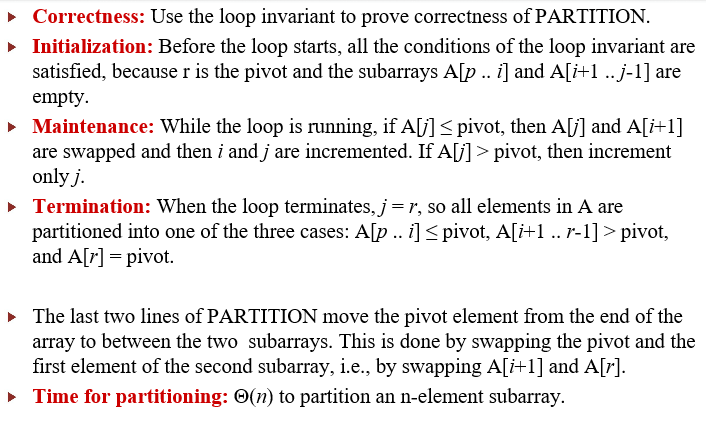 ▸ Correctness: Use the loop invariant to prove correctness of PARTITION.
▸ Initialization: Before the loop starts, all the conditions of the loop invariant are
satisfied, because r is the pivot and the subarrays A[p .. i] and A[i+1 .. j-1] are
empty.
▸ Maintenance: While the loop is running, if A[j] ≤ pivot, then A[j] and A[i+1]
are swapped and then i and j are incremented. If A[j] > pivot, then increment
only j.
▸ Termination: When the loop terminates, j = r, so all elements in A are
partitioned into one of the three cases: A[p .. i] ≤ pivot, A[i+1 .. r-1] > pivot,
and A[r] = pivot.
▸ The last two lines of PARTITION move the pivot element from the end of the
array to between the two subarrays. This is done by swapping the pivot and the
first element of the second subarray, i.e., by swapping A[i+1] and A[r].
▸ Time for partitioning: Θ(n) to partition an n-element subarray.